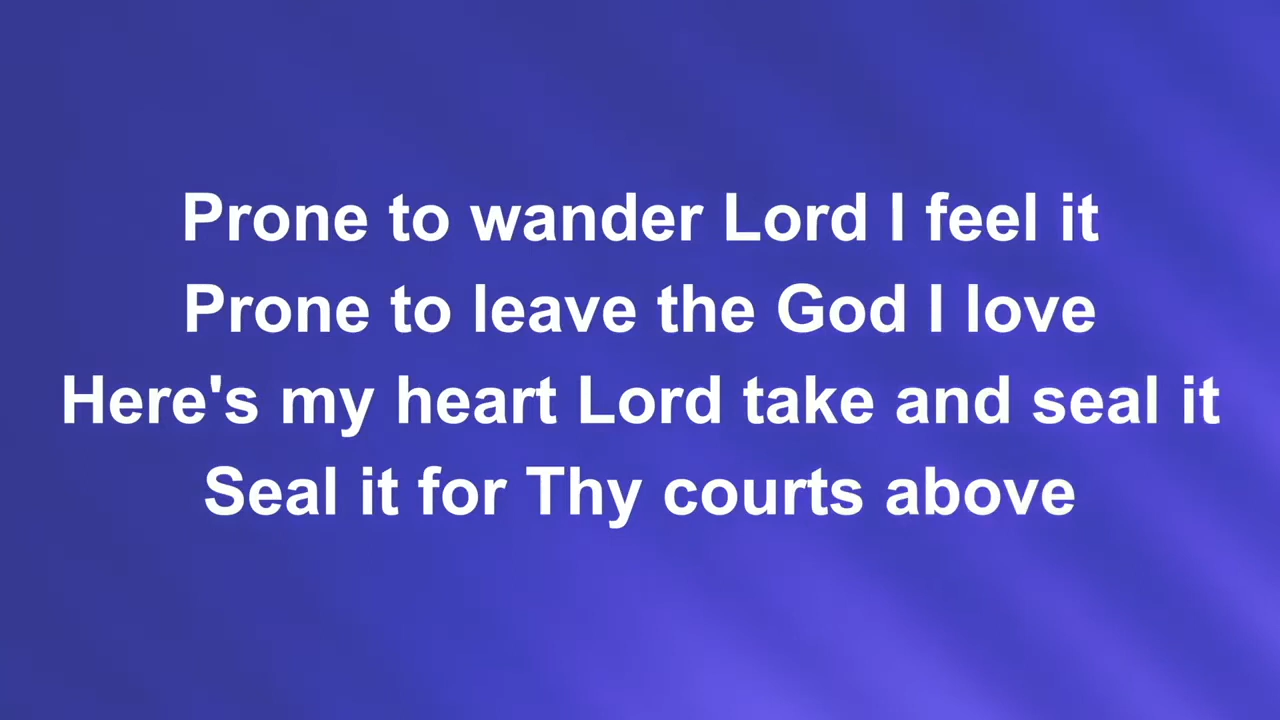 Prone to wander Lord I feel it
Prone to leave the God I love
Here's my heart Lord take and seal it
Seal it for Thy courts above